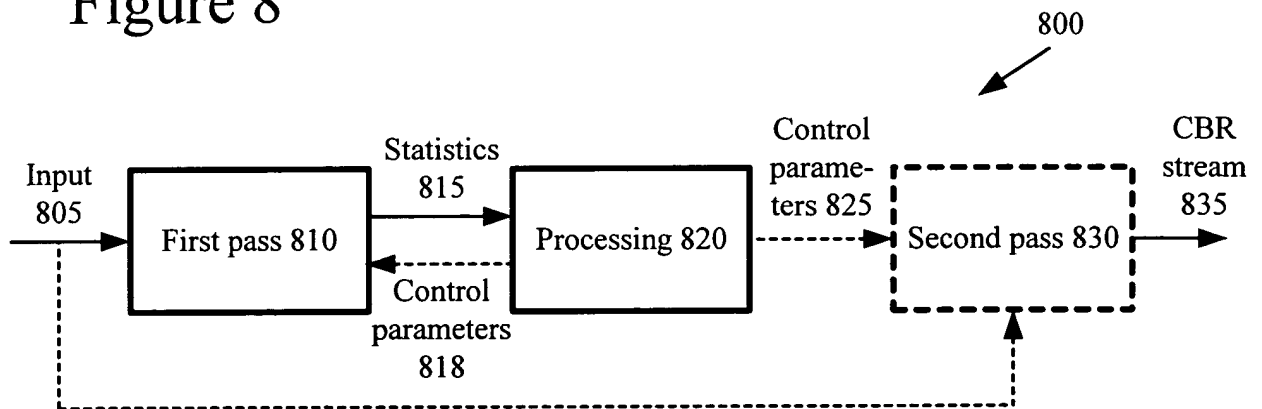 Figure 8
800
Input
805
First pass 810
Statistics
815
Control
parameters
818
Processing 820
Control
parame-
ters 825
Second pass 830
CBR
stream
835